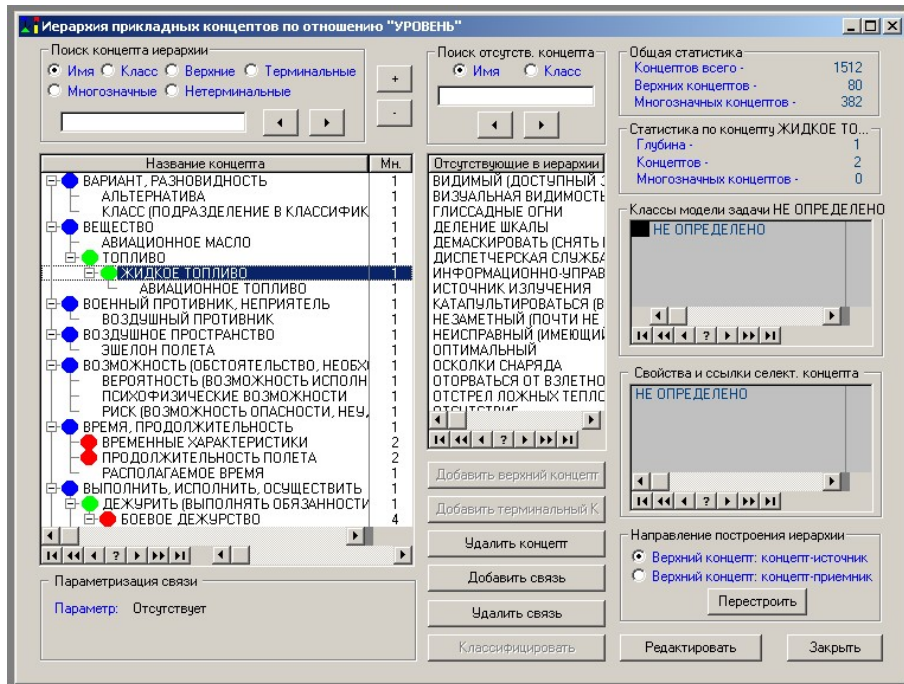 Иерархия прикладных концептов по отношению "УРОВЕНЬ"
Поиск концепта иерархии
Имя Класс Верхние Терминальные
Многозначные Нетерминальные
+
-
Поиск отсутств. концепта
Имя Класс
Общая статистика
Концептов всего - 1512
Верхних концептов - 80
Многозначных концептов - 382
Статистика по концепту ЖИДКОЕ ТО...
Глубина - 1
Концептов - 2
Многозначных концептов - 0
Название концепта Мн.
ВАРИАНТ, РАЗНОВИДНОСТЬ 1
АЛЬТЕРНАТИВА 1
КЛАСС (ПОДРАЗДЕЛЕНИЕ В КЛАССИФИК 1
ВЕЩЕСТВО 1
АВИАЦИОННОЕ МАСЛО 1
ТОПЛИВО 1
ЖИДКОЕ ТОПЛИВО 1
АВИАЦИОННОЕ ТОПЛИВО 1
ВОЕННЫЙ ПРОТИВНИК, НЕПРИЯТЕЛЬ 1
ВОЗДУШНЫЙ ПРОТИВНИК 1
ВОЗДУШНОЕ ПРОСТРАНСТВО 1
ЭШЕЛОН ПОЛЕТА 1
ВОЗМОЖНОСТЬ (ОБСТОЯТЕЛЬСТВО, НЕОБХ 1
ВЕРОЯТНОСТЬ (ВОЗМОЖНОСТЬ ИСПОЛН 1
ПСИХОФИЗИЧЕСКИЕ ВОЗМОЖНОСТИ 1
РИСК (ВОЗМОЖНОСТЬ ОПАСНОСТИ, НЕУ, 1
ВРЕМЯ, ПРОДОЛЖИТЕЛЬНОСТЬ 1
ВРЕМЕННЫЕ ХАРАКТЕРИСТИКИ 2
ПРОДОЛЖИТЕЛЬНОСТЬ ПОЛЕТА 2
РАСПОЛАГАЕМОЕ ВРЕМЯ 1
ВЫПОЛНИТЬ, ИСПОЛНИТЬ, ОСУЩЕСТВИТЬ 1
ДЕЖУРИТЬ (ВЫПОЛНЯТЬ ОБЯЗАННОСТИ 1
БОЕВОЕ ДЕЖУРСТВО 4
?
Параметризация связи
Параметр: Отсутствует
Отсутствующие в иерархии
ВИДИМЫЙ (ДОСТУПНЫЙ З
ВИЗУАЛЬНАЯ ВИДИМОСТЬ
ГЛИССАДНЫЕ ОГНИ
ДЕЛЕНИЕ ШКАЛЫ
ДЕМАСКИРОВАТЬ (СНЯТЬ
ДИСПЕТЧЕРСКАЯ СЛУЖБА
ИНФОРМАЦИОННО-УПРАВ
ИСТОЧНИК ИЗЛУЧЕНИЯ
КАТАПУЛЬТИРОВАТЬСЯ (В
НЕЗАМЕТНЫЙ (ПОЧТИ НЕ
НЕИСПРАВНЫЙ (ИМЕЮЩИЙ
ОПТИМАЛЬНЫЙ
ОСКОЛКИ СНАРЯДА
ОТОРВАТЬСЯ ОТ ВЗЛЕТНО
ОТСТРЕЛ ЛОЖНЫХ ТЕПЛО
ОТСУТСТВИЕ
?
Добавить верхний концепт
Добавить терминальный К
Удалить концепт
Добавить связь
Удалить связь
Классифицировать
Классы модели задачи НЕ ОПРЕДЕЛЕНО
НЕ ОПРЕДЕЛЕНО
?
Свойства и ссылки селект. концепта
НЕ ОПРЕДЕЛЕНО
?
Направление построения иерархии
Верхний концепт: концепт-источник
Верхний концепт: концепт-приемник
Перестроить
Редактировать
Закрыть